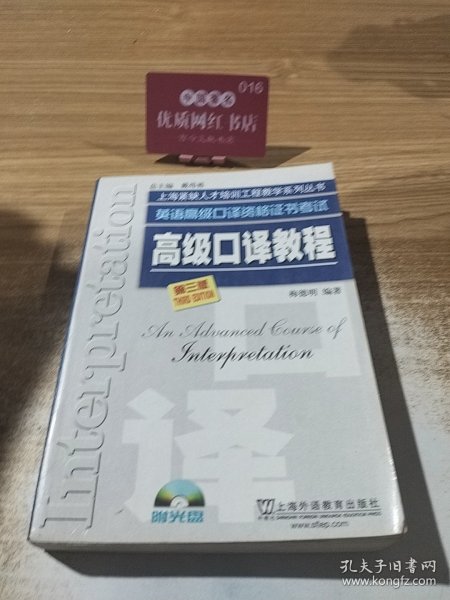 016
中国书店
优质网红书店
总主编 戴炜栋
上海紧缺人才培训工程教学系列丛书
英语高级口译资格证书考试
高级口译教程
第三版
THIRD EDITION
梅德明 编著
An Advanced Course of
Interpretation
Interpretation
口
译
附光盘
上海外语教育出版社
www.sflep.com
孔夫子旧书网
www.kongfz.com